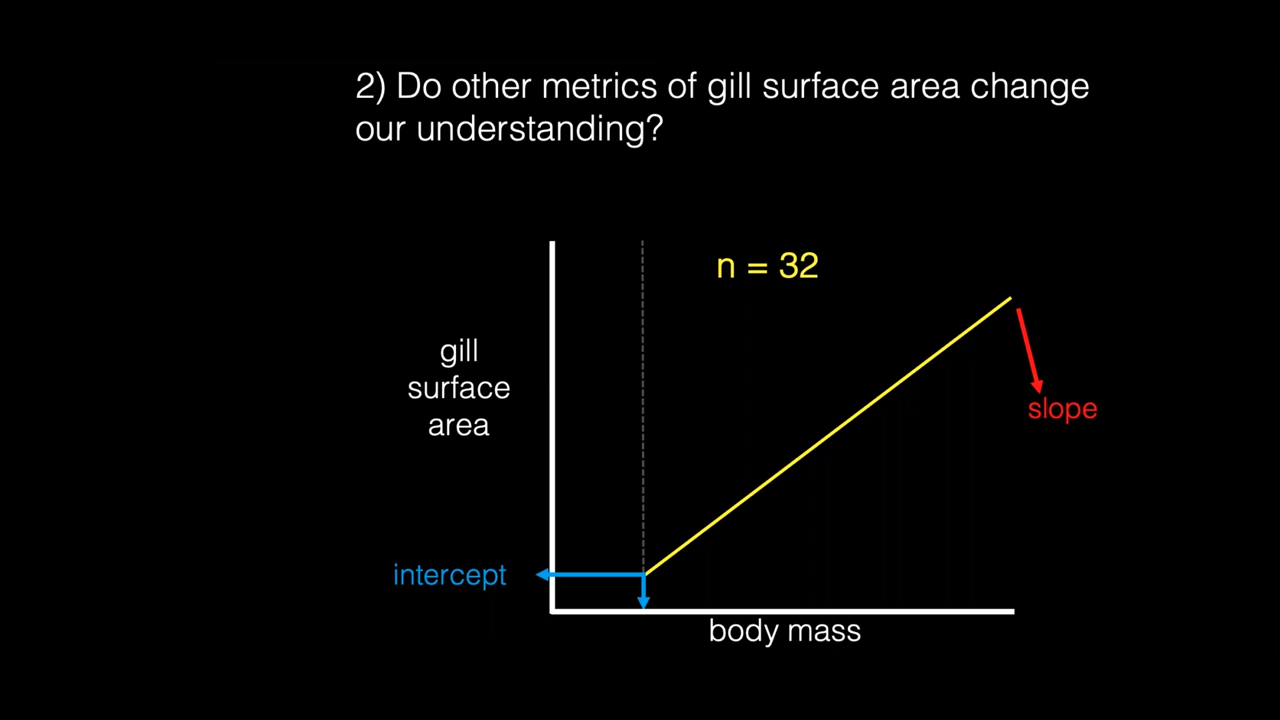 2) Do other metrics of gill surface area change
our understanding?
n = 32
gill
surface
area
slope
intercept
body mass